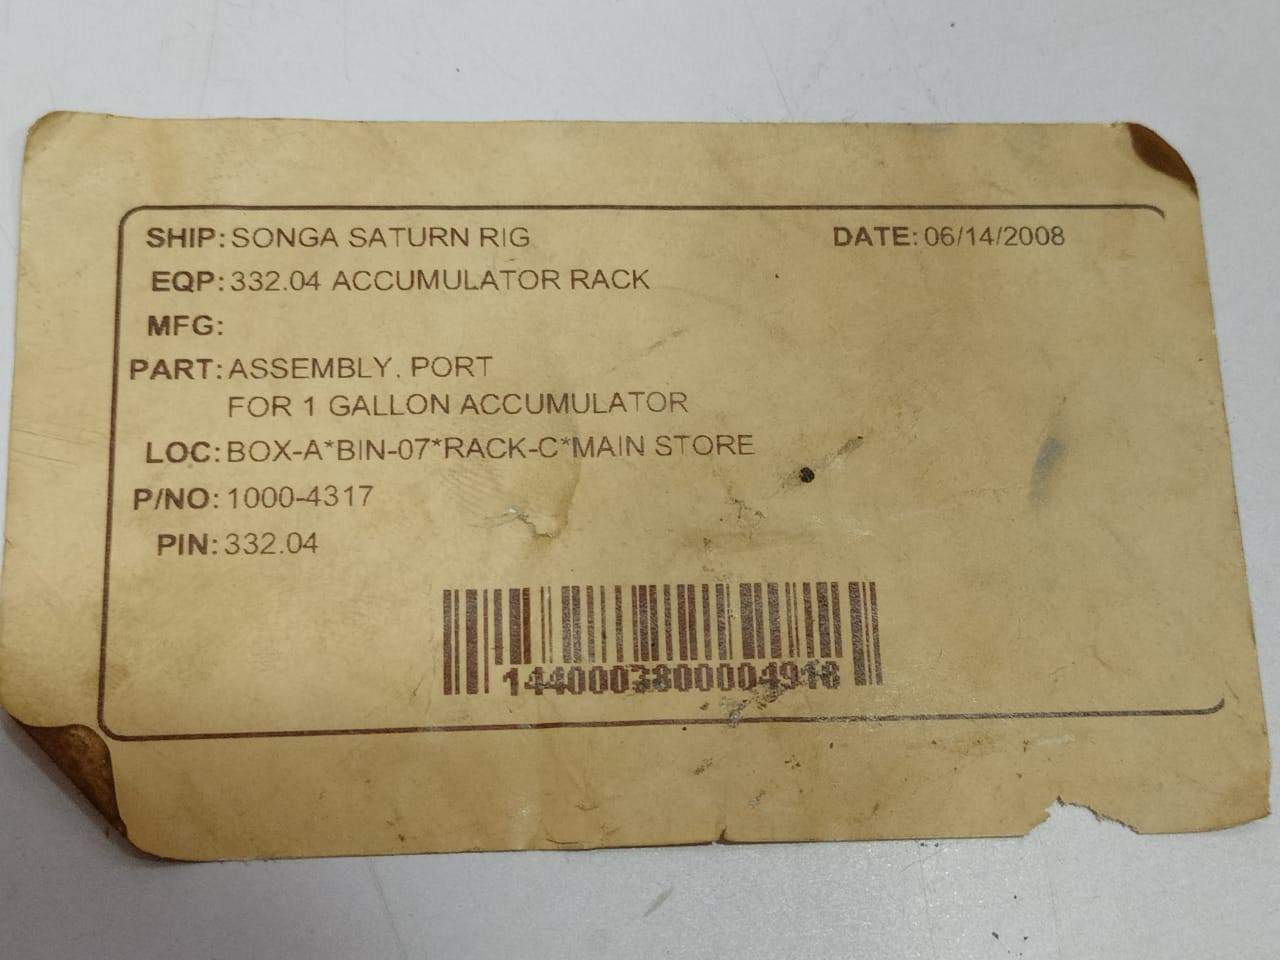 SHIP: SONGA SATURN RIG DATE: 06/14/2008
EQP: 332.04 ACCUMULATOR RACK
MFG:
PART: ASSEMBLY, PORT
FOR 1 GALLON ACCUMULATOR
LOC: BOX-A*BIN-07*RACK-C*MAIN STORE
P/NO: 1000-4317
PIN: 332.04
1440003800004918